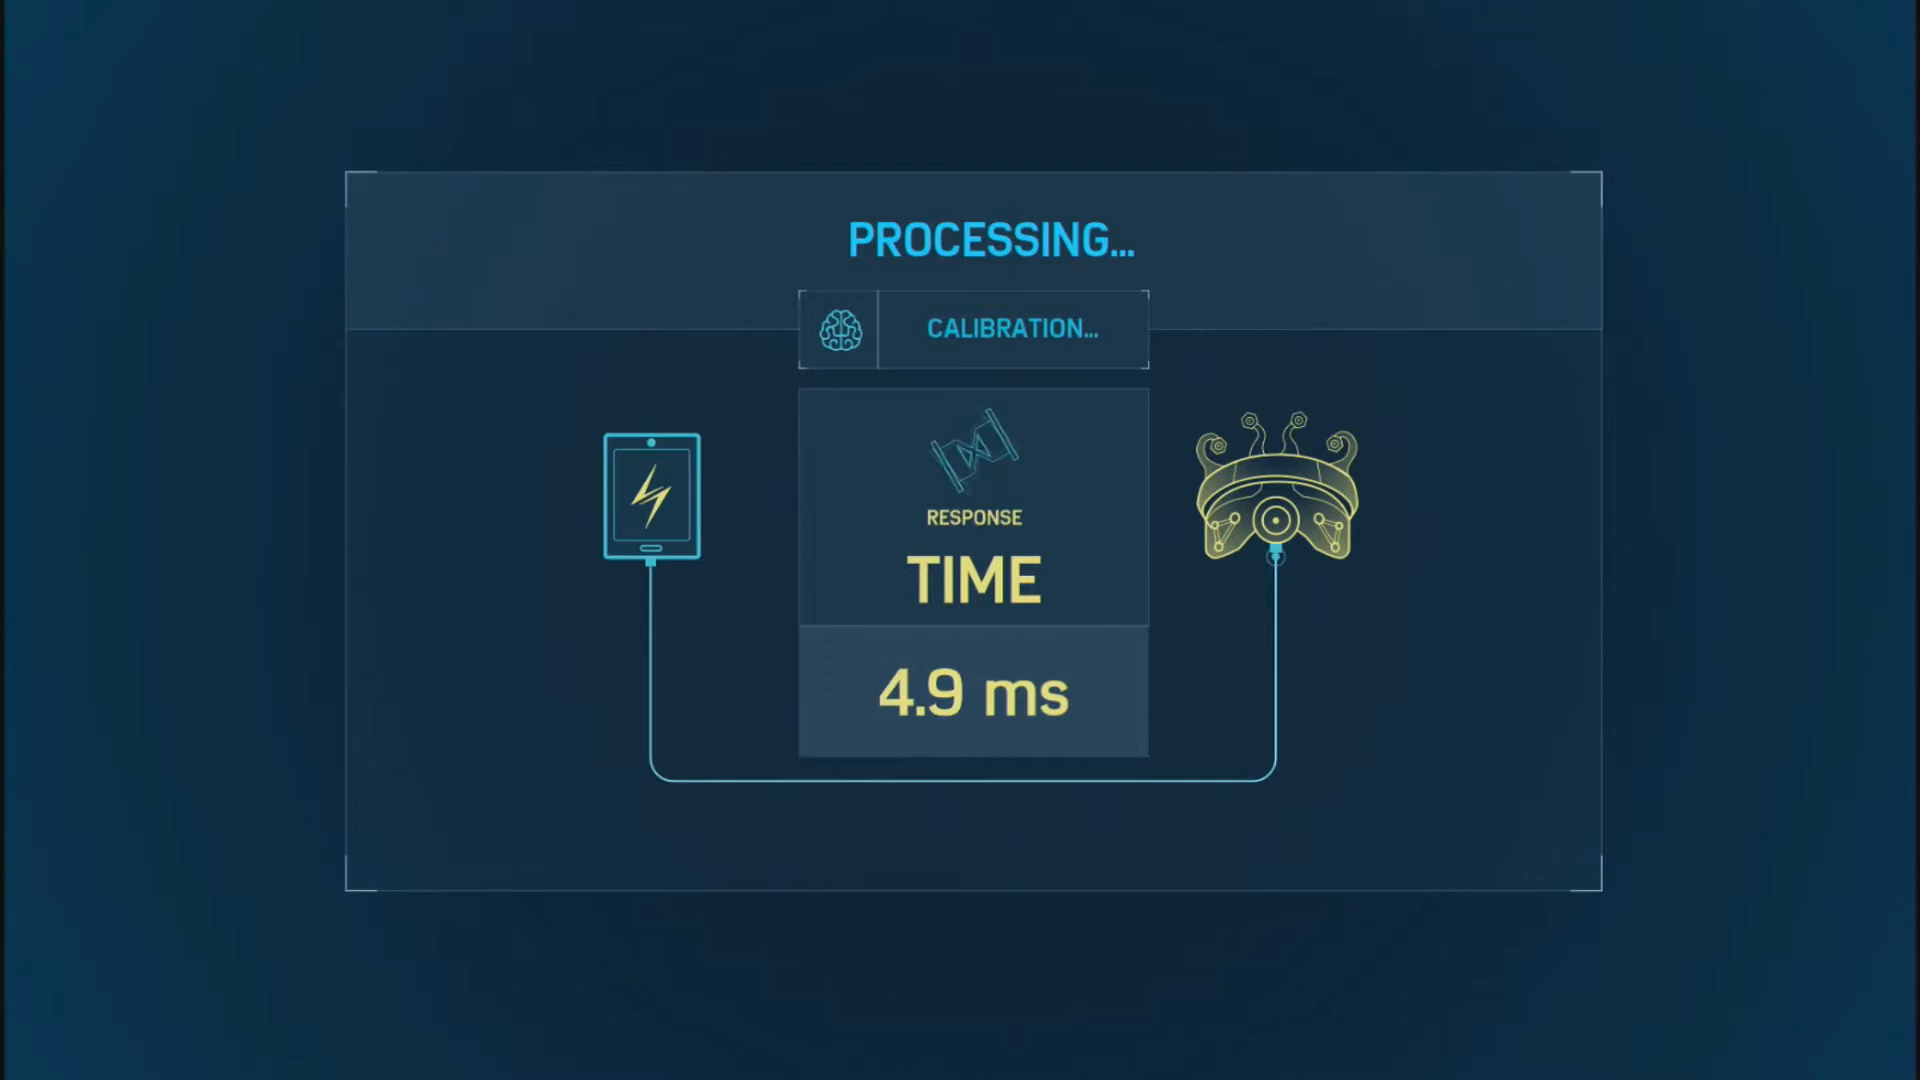 PROCESSING...
CALIBRATION...
RESPONSE
TIME
4.9 ms